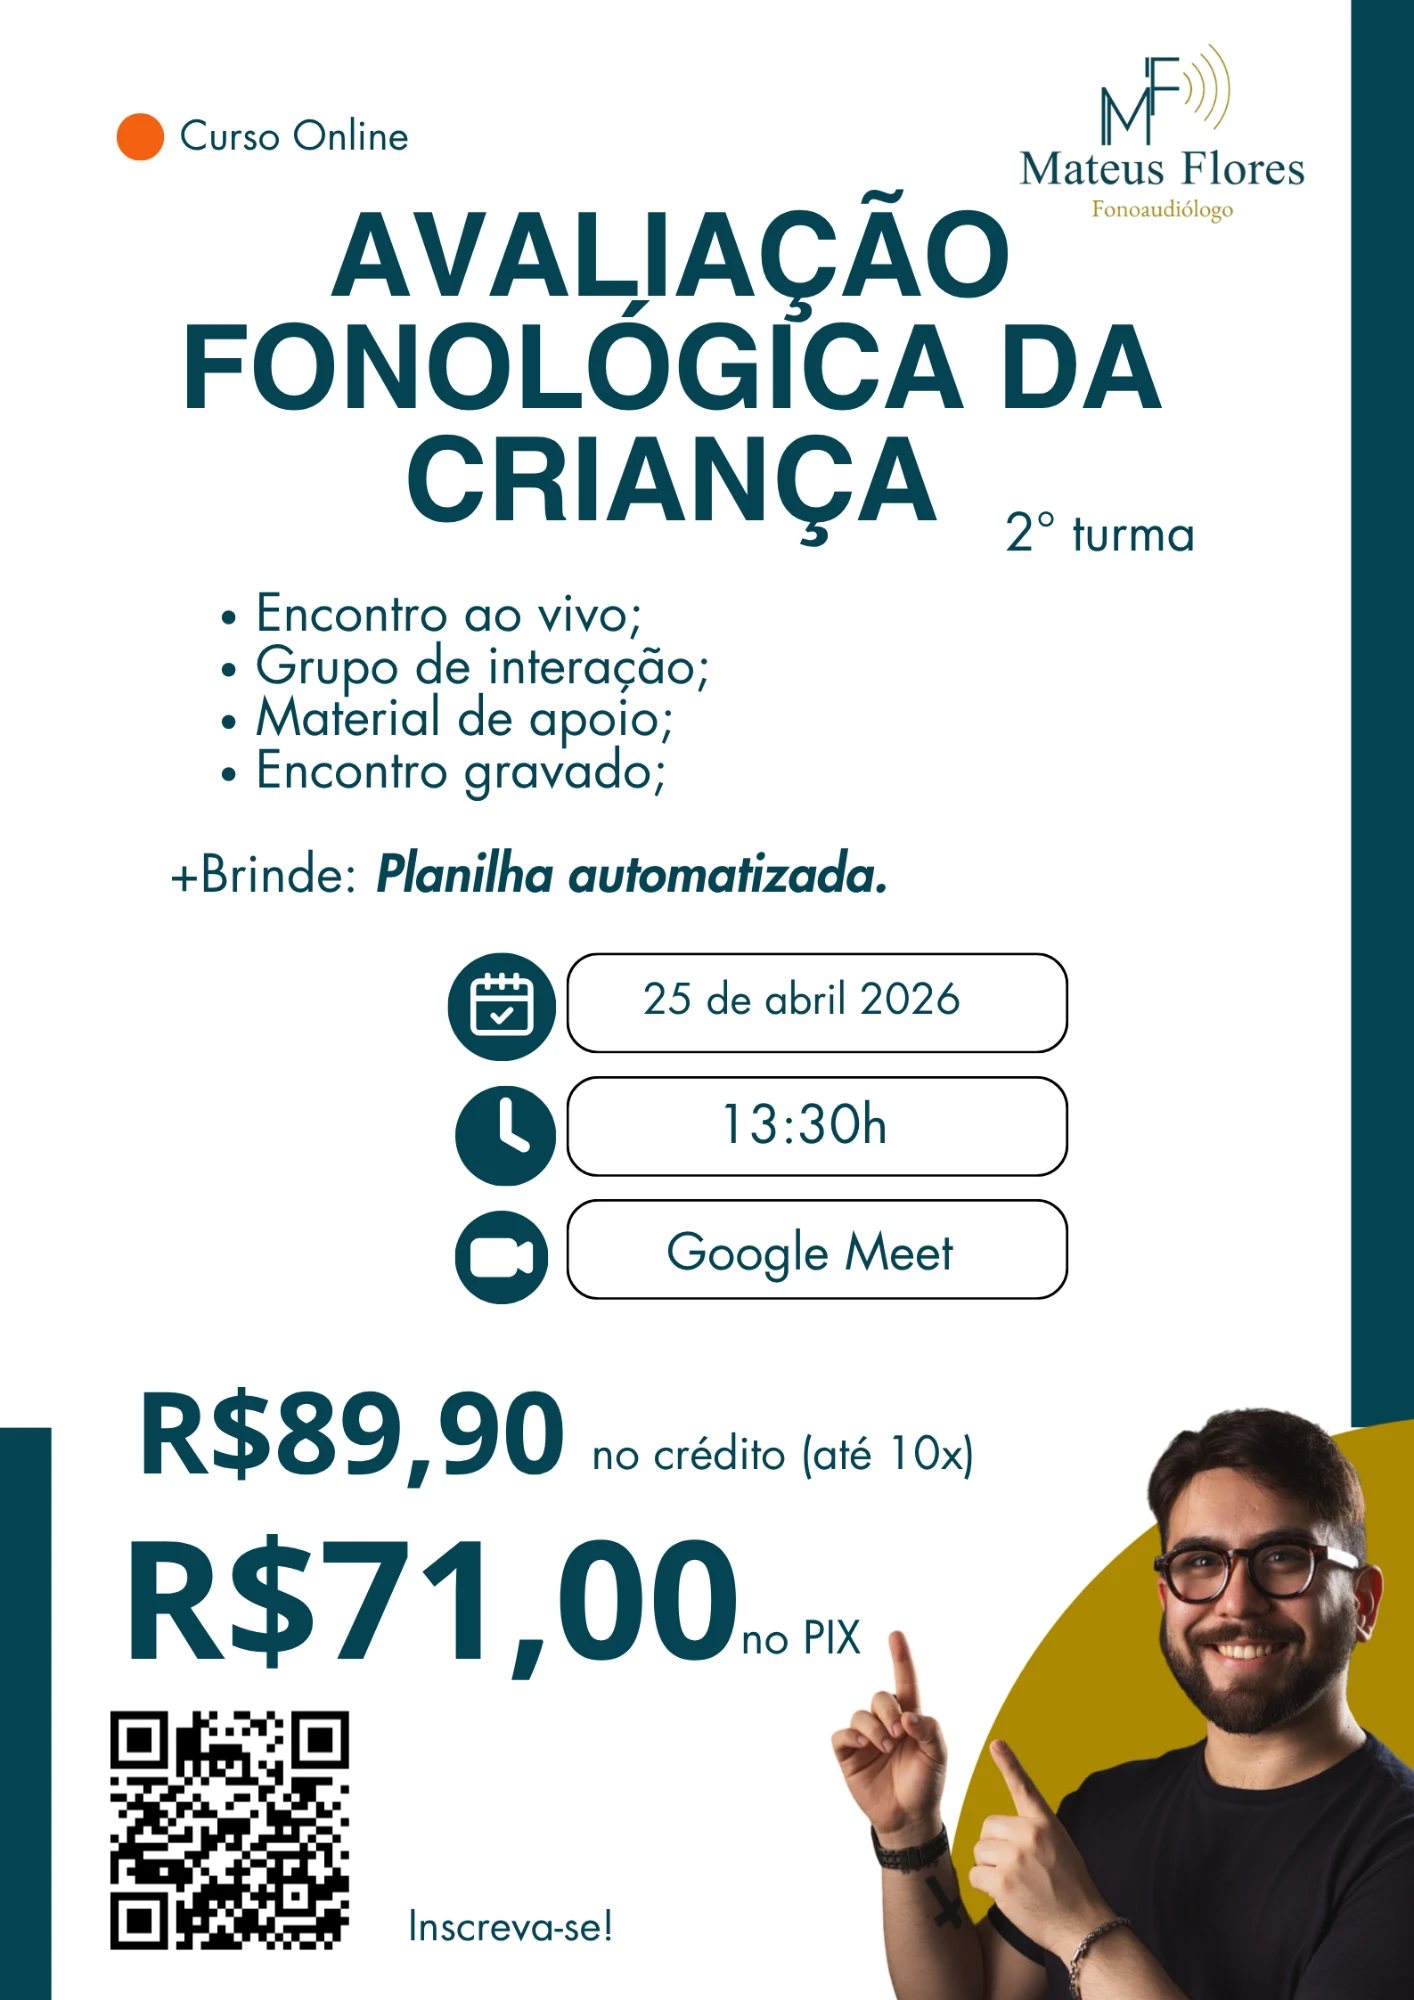 Curso Online
MF
Mateus Flores
Fonoaudiólogo
AVALIAÇÃO
FONOLÓGICA DA
CRIANÇA
2° turma
• Encontro ao vivo;
• Grupo de interação;
• Material de apoio;
• Encontro gravado;
+Brinde: Planilha automatizada.
25 de abril 2026
13:30h
Google Meet
R$89,90 no crédito (até 10x)
R$71,00 no PIX
Inscreva-se!